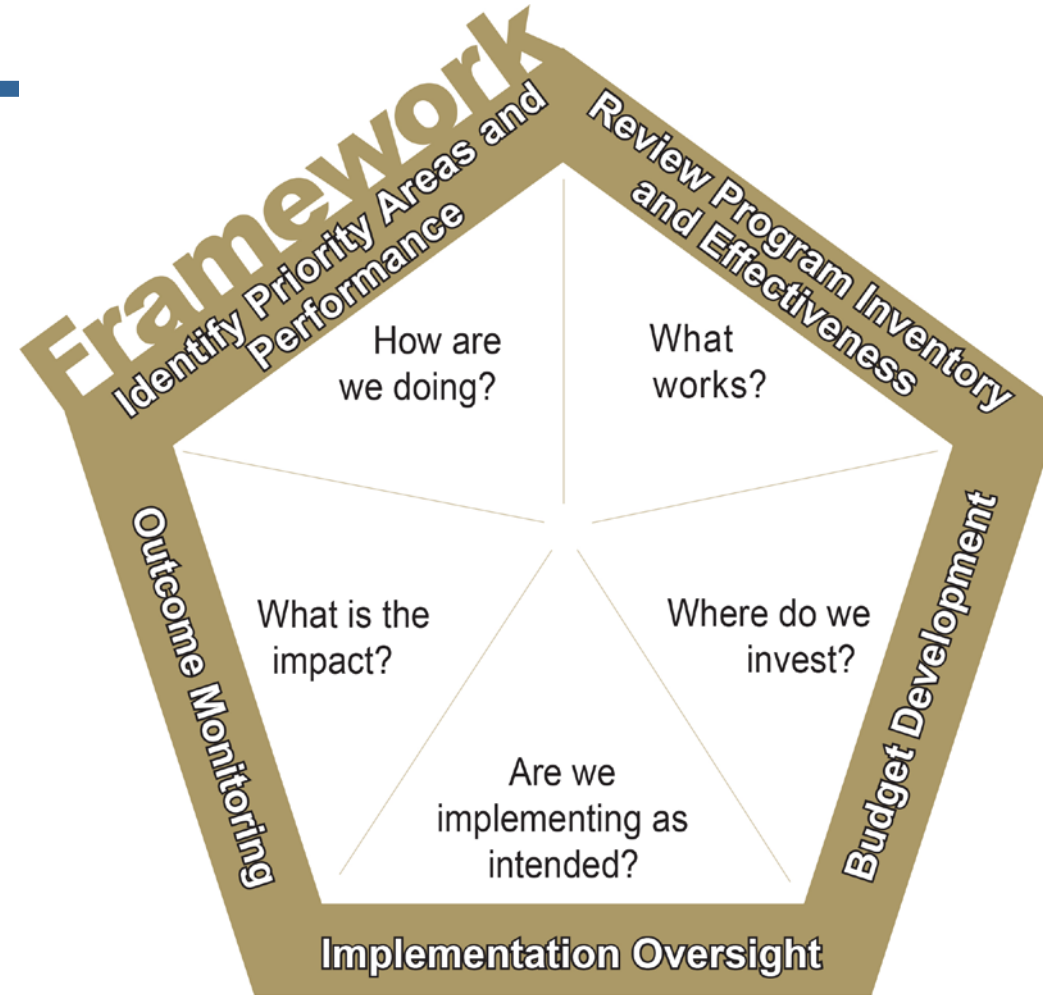 Framework
Identify Priority Areas and
Performance
Review Program Inventory
and Effectiveness
How are
we doing?
What
works?
Outcome Monitoring
What is the
impact?
Where do we
invest?
Budget Development
Are we
implementing as
intended?
Implementation Oversight